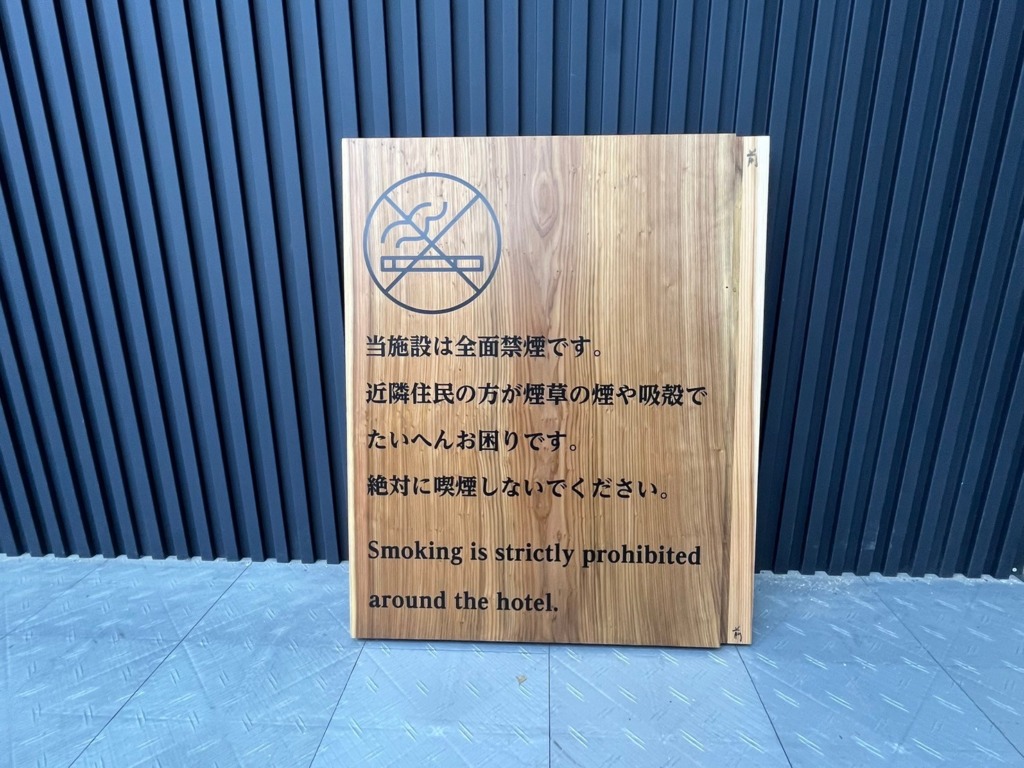 当施設は全面禁煙です。
近隣住民の方が煙草の煙や吸殻で
たいへんお困りです。
絶対に喫煙しないでください。
Smoking is strictly prohibited
around the hotel.